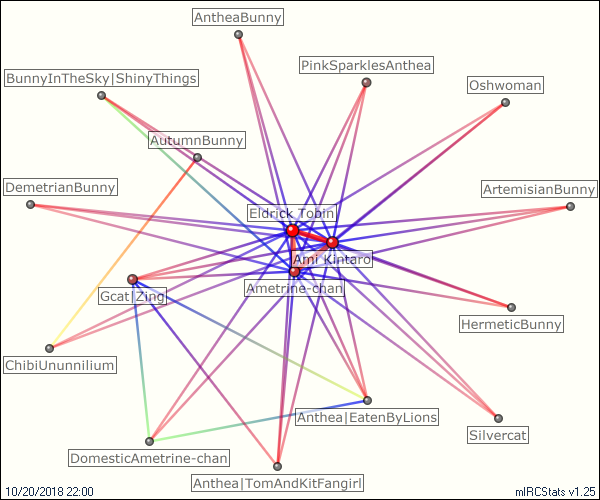 AntheaBunny
PinkSparklesAnthea
BunnyInTheSky|ShinyThings
Oshwoman
AutumnBunny
DemetrianBunny
ArtemisianBunny
Eldrick_Tobin
Ami_Kintaro
Ametrine-chan
Gcat|Zing
HermeticBunny
ChibiUnunnilium
Anthea|EatenByLions
Silvercat
DomesticAmetrine-chan
Anthea|TomAndKitFangirl
10/20/2018 22:00
mIRCStats v1.25